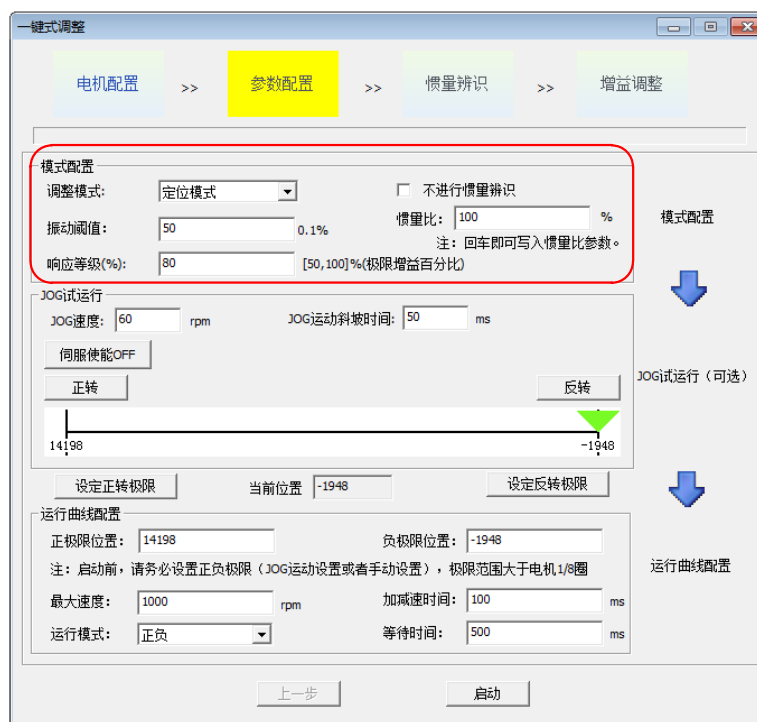 一键式调整
电机配置 >> 参数配置 >> 惯量辨识 >> 增益调整
模式配置
调整模式: 定位模式 不进行惯量辨识
振动阈值: 50 0.1% 惯量比: 100 % 模式配置
注: 回车即可写入惯量比参数。
响应等级(%): 80 [50,100]%(极限增益百分比)
JOG试运行
JOG速度: 60 rpm JOG运动斜坡时间: 50 ms
伺服使能OFF
正转 反转 JOG试运行（可选）
14198 -1948
设定正转极限 当前位置 -1948 设定反转极限
运行曲线配置
正极限位置: 14198 负极限位置: -1948
注: 启动前, 请务必设置正负极限（JOG运动设置或者手动设置）, 极限范围大于电机1/8圈 运行曲线配置
最大速度: 1000 rpm 加减速时间: 100 ms
运行模式: 正负 等待时间: 500 ms
上一步 启动